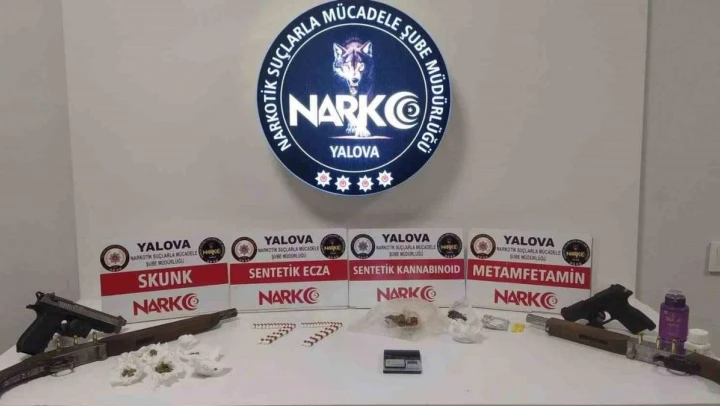 NARKOTİK SUÇLARLA MÜCADELE ŞUBE MÜDÜRLÜĞÜ
NARKO
YALOVA
YALOVA
NARKOTİK SUÇLARLA MÜCADELE
ŞUBE MÜDÜRLÜĞÜ
SKUNK
NARKO
YALOVA
NARKOTİK SUÇLARLA MÜCADELE
ŞUBE MÜDÜRLÜĞÜ
SENTETİK ECZA
NARKO
YALOVA
NARKOTİK SUÇLARLA MÜCADELE
ŞUBE MÜDÜRLÜĞÜ
SENTETİK KANNABINOID
NARKO
YALOVA
NARKOTİK SUÇLARLA MÜCADELE
ŞUBE MÜDÜRLÜĞÜ
METAMFETAMİN
NARKO